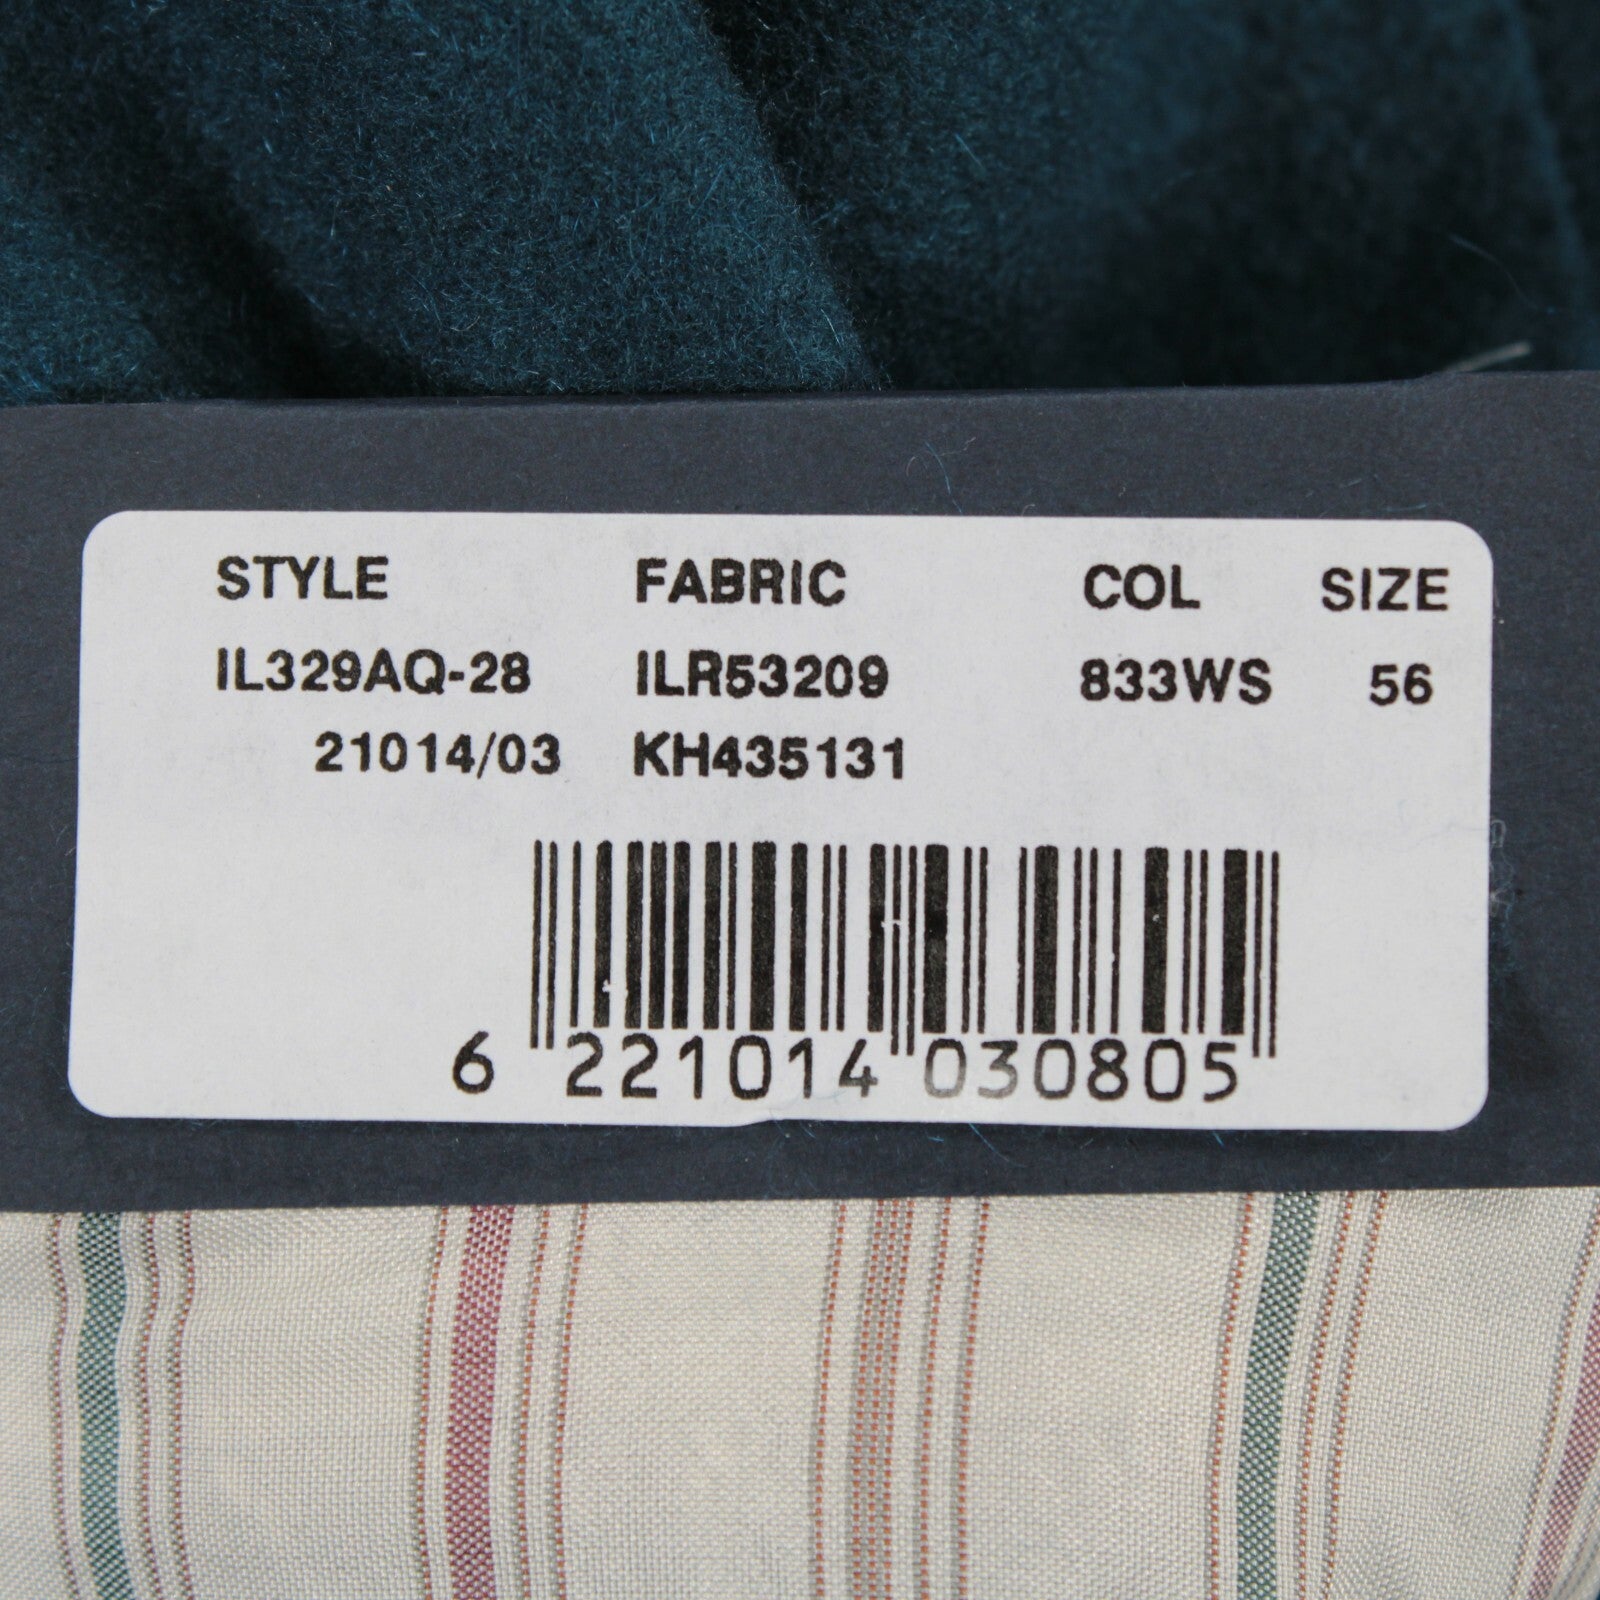 STYLE FABRIC COL SIZE
IL329AQ-28 ILR53209 833WS 56
21014/03 KH435131
6 221014 030805